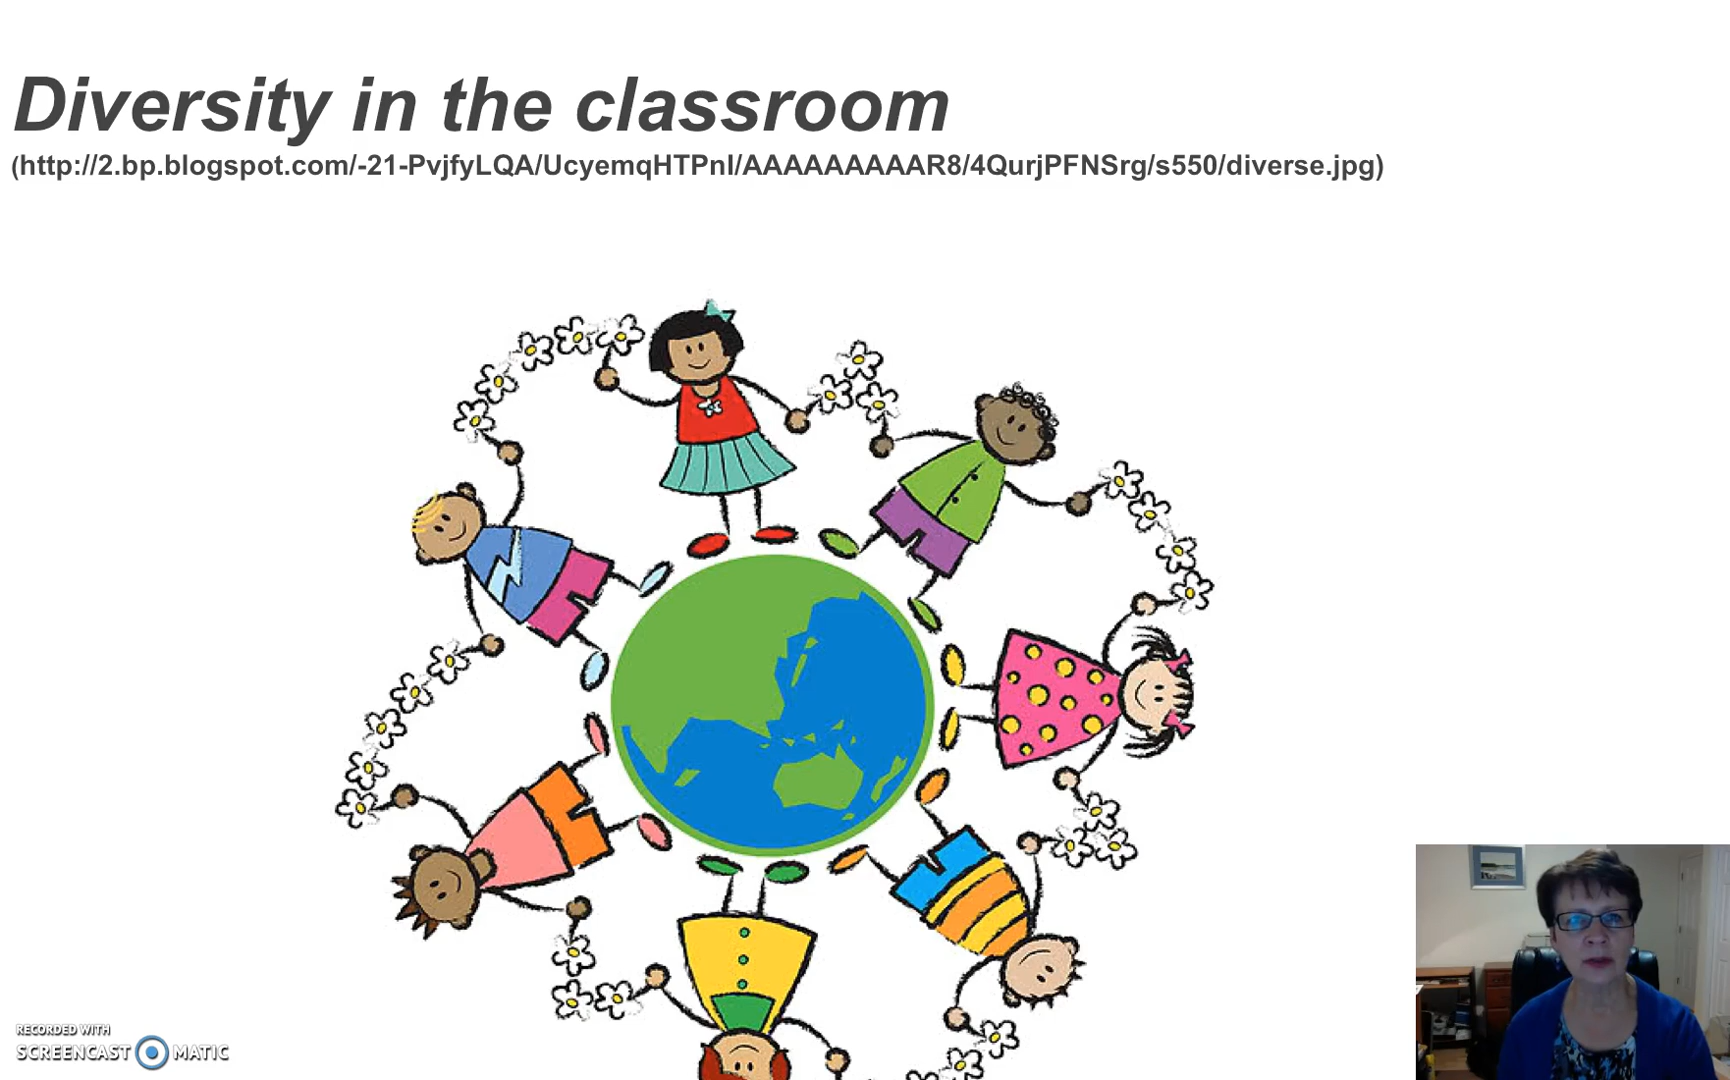 Diversity in the classroom
(http://2.bp.blogspot.com/-21-PvjfyLQA/UcyemqHTPnI/AAAAAAAAAR8/4QurjPFNSrg/s550/diverse.jpg)
RECORDED WITH
SCREENCAST MATIC